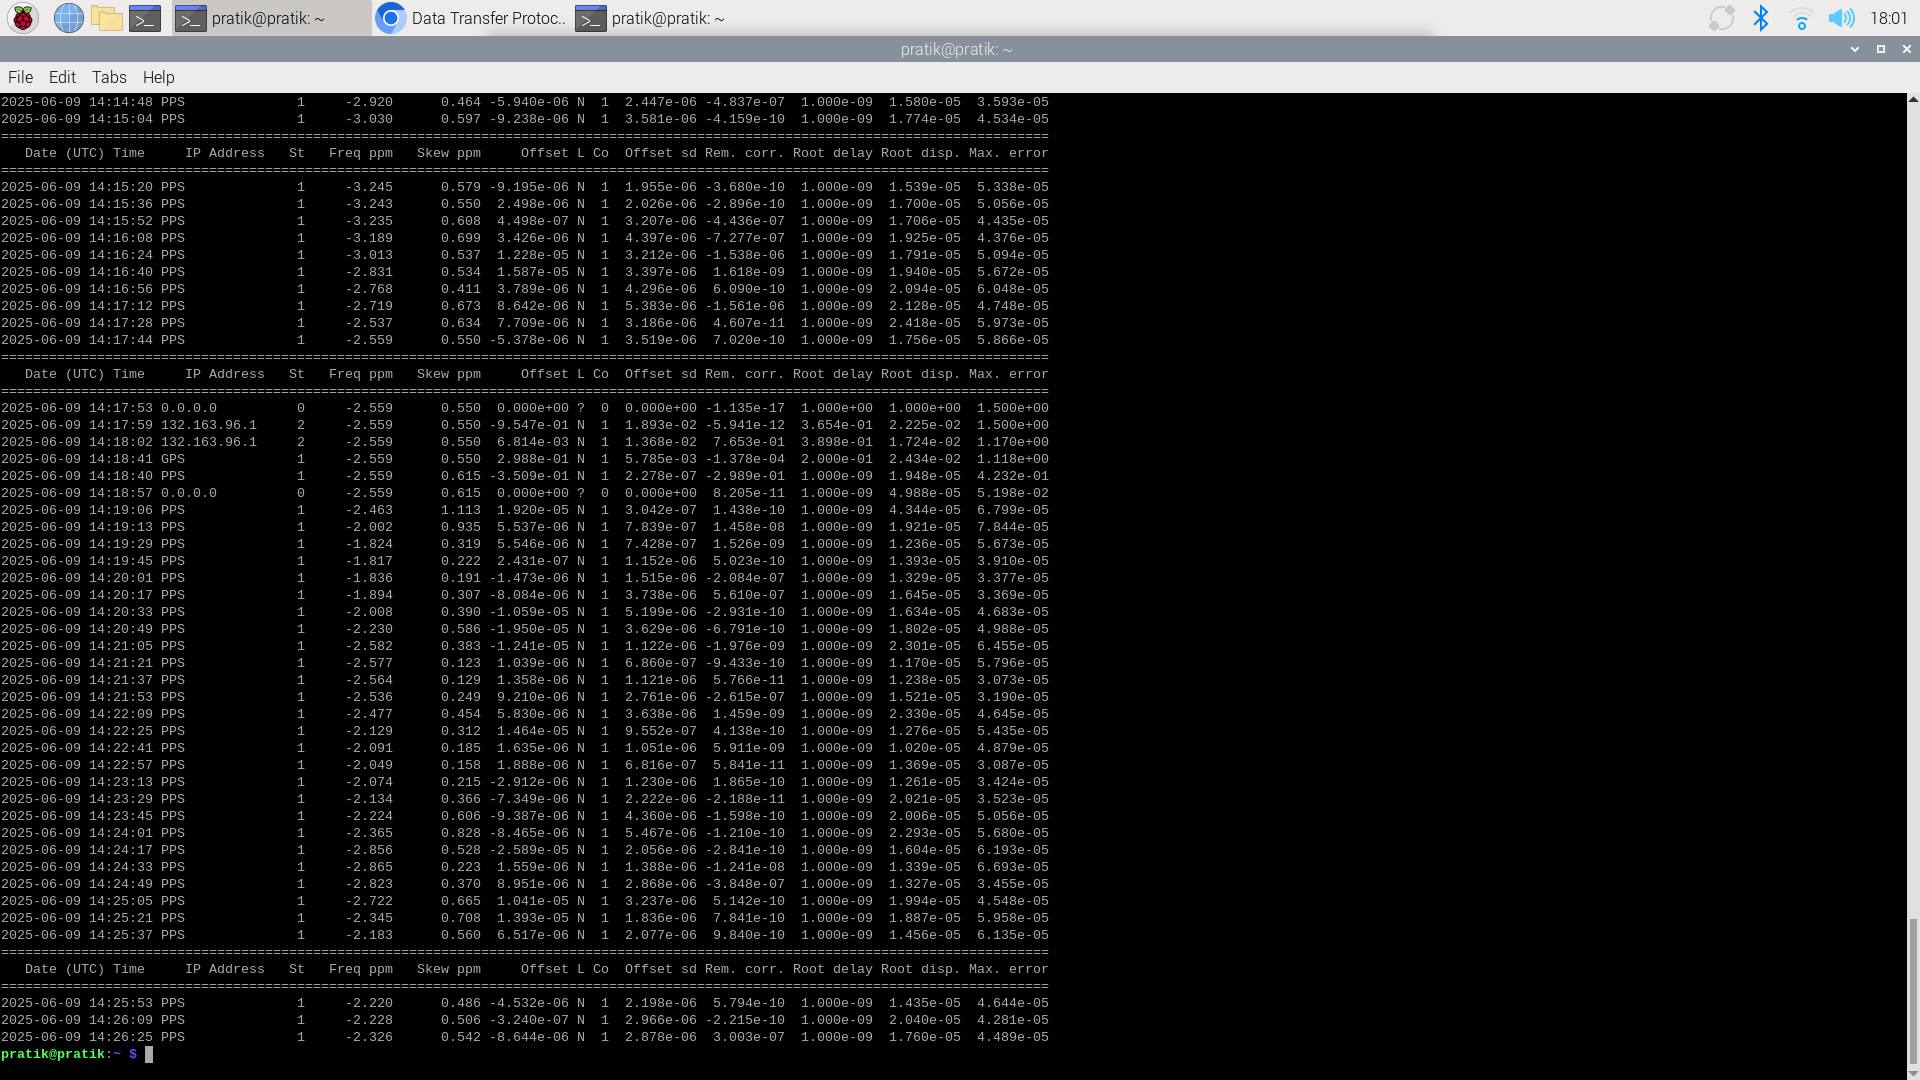 pratik@pratik: ~ Data Transfer Protoc.. pratik@pratik: ~ 18:01
pratik@pratik: ~
File Edit Tabs Help
2025-06-09 14:14:48 PPS 1 -2.920 0.464 -5.940e-06 N 1 2.447e-06 -4.837e-07 1.000e-09 1.580e-05 3.593e-05
2025-06-09 14:15:04 PPS 1 -3.030 0.597 -9.238e-06 N 1 3.581e-06 -4.159e-10 1.000e-09 1.774e-05 4.534e-05
===================================================================================================================================
Date (UTC) Time IP Address St Freq ppm Skew ppm Offset L Co Offset sd Rem. corr. Root delay Root disp. Max. error
===================================================================================================================================
2025-06-09 14:15:20 PPS 1 -3.245 0.579 -9.195e-06 N 1 1.955e-06 -3.680e-10 1.000e-09 1.539e-05 5.338e-05
2025-06-09 14:15:36 PPS 1 -3.243 0.550 2.498e-06 N 1 2.026e-06 -2.896e-10 1.000e-09 1.700e-05 5.056e-05
2025-06-09 14:15:52 PPS 1 -3.235 0.608 4.498e-07 N 1 3.207e-06 -4.436e-07 1.000e-09 1.706e-05 4.435e-05
2025-06-09 14:16:08 PPS 1 -3.189 0.699 3.426e-06 N 1 4.397e-06 -7.277e-07 1.000e-09 1.925e-05 4.376e-05
2025-06-09 14:16:24 PPS 1 -3.013 0.537 1.228e-05 N 1 3.212e-06 -1.538e-06 1.000e-09 1.791e-05 5.094e-05
2025-06-09 14:16:40 PPS 1 -2.831 0.534 1.587e-05 N 1 3.397e-06 1.618e-09 1.000e-09 1.940e-05 5.672e-05
2025-06-09 14:16:56 PPS 1 -2.768 0.411 3.789e-06 N 1 4.296e-06 6.090e-10 1.000e-09 2.094e-05 6.048e-05
2025-06-09 14:17:12 PPS 1 -2.719 0.673 8.642e-06 N 1 5.383e-06 -1.561e-06 1.000e-09 2.128e-05 4.748e-05
2025-06-09 14:17:28 PPS 1 -2.537 0.634 7.709e-06 N 1 3.186e-06 4.607e-11 1.000e-09 2.418e-05 5.973e-05
2025-06-09 14:17:44 PPS 1 -2.559 0.550 -5.378e-06 N 1 3.519e-06 7.020e-10 1.000e-09 1.756e-05 5.866e-05
===================================================================================================================================
Date (UTC) Time IP Address St Freq ppm Skew ppm Offset L Co Offset sd Rem. corr. Root delay Root disp. Max. error
===================================================================================================================================
2025-06-09 14:17:53 0.0.0.0 0 -2.559 0.550 0.000e+00 ? 0 0.000e+00 -1.135e-17 1.000e+00 1.000e+00 1.500e+00
2025-06-09 14:17:59 132.163.96.1 2 -2.559 0.550 -9.547e-01 N 1 1.893e-02 -5.941e-12 3.654e-01 2.225e-02 1.500e+00
2025-06-09 14:18:02 132.163.96.1 2 -2.559 0.550 6.814e-03 N 1 1.368e-02 7.653e-01 3.898e-01 1.724e-02 1.170e+00
2025-06-09 14:18:41 GPS 1 -2.559 0.550 2.988e-01 N 1 5.785e-03 -1.378e-04 2.000e-01 2.434e-02 1.118e+00
2025-06-09 14:18:40 PPS 1 -2.559 0.615 -3.509e-01 N 1 2.278e-07 -2.989e-01 1.000e-09 1.948e-05 4.232e-01
2025-06-09 14:18:57 0.0.0.0 0 -2.559 0.615 0.000e+00 ? 0 0.000e+00 8.205e-11 1.000e-09 4.988e-05 5.198e-02
2025-06-09 14:19:06 PPS 1 -2.463 1.113 1.920e-05 N 1 3.042e-07 1.438e-10 1.000e-09 4.344e-05 6.799e-05
2025-06-09 14:19:13 PPS 1 -2.002 0.935 5.537e-06 N 1 7.839e-07 1.458e-08 1.000e-09 1.921e-05 7.844e-05
2025-06-09 14:19:29 PPS 1 -1.824 0.319 5.546e-06 N 1 7.428e-07 1.526e-09 1.000e-09 1.236e-05 5.673e-05
2025-06-09 14:19:45 PPS 1 -1.817 0.222 2.431e-07 N 1 1.152e-06 5.023e-10 1.000e-09 1.393e-05 3.910e-05
2025-06-09 14:20:01 PPS 1 -1.836 0.191 -1.473e-06 N 1 1.515e-06 -2.084e-07 1.000e-09 1.329e-05 3.377e-05
2025-06-09 14:20:17 PPS 1 -1.894 0.307 -8.084e-06 N 1 3.738e-06 5.610e-07 1.000e-09 1.645e-05 3.369e-05
2025-06-09 14:20:33 PPS 1 -2.008 0.390 -1.059e-05 N 1 5.199e-06 -2.931e-10 1.000e-09 1.634e-05 4.683e-05
2025-06-09 14:20:49 PPS 1 -2.230 0.586 -1.950e-05 N 1 3.629e-06 -6.791e-10 1.000e-09 1.802e-05 4.988e-05
2025-06-09 14:21:05 PPS 1 -2.582 0.383 -1.241e-05 N 1 1.122e-06 -1.976e-09 1.000e-09 2.301e-05 6.455e-05
2025-06-09 14:21:21 PPS 1 -2.577 0.123 1.039e-06 N 1 6.860e-07 -9.433e-10 1.000e-09 1.170e-05 5.796e-05
2025-06-09 14:21:37 PPS 1 -2.564 0.129 1.358e-06 N 1 1.121e-06 5.766e-11 1.000e-09 1.238e-05 3.073e-05
2025-06-09 14:21:53 PPS 1 -2.536 0.249 9.210e-06 N 1 2.761e-06 -2.615e-07 1.000e-09 1.521e-05 3.190e-05
2025-06-09 14:22:09 PPS 1 -2.477 0.454 5.830e-06 N 1 3.638e-06 1.459e-09 1.000e-09 2.330e-05 4.645e-05
2025-06-09 14:22:25 PPS 1 -2.129 0.312 1.464e-05 N 1 9.552e-07 4.138e-10 1.000e-09 1.276e-05 5.435e-05
2025-06-09 14:22:41 PPS 1 -2.091 0.185 1.635e-06 N 1 1.051e-06 5.911e-09 1.000e-09 1.020e-05 4.879e-05
2025-06-09 14:22:57 PPS 1 -2.049 0.158 1.888e-06 N 1 6.816e-07 5.841e-11 1.000e-09 1.369e-05 3.087e-05
2025-06-09 14:23:13 PPS 1 -2.074 0.215 -2.912e-06 N 1 1.230e-06 1.865e-10 1.000e-09 1.261e-05 3.424e-05
2025-06-09 14:23:29 PPS 1 -2.134 0.366 -7.349e-06 N 1 2.222e-06 -2.188e-11 1.000e-09 2.021e-05 3.523e-05
2025-06-09 14:23:45 PPS 1 -2.224 0.606 -9.387e-06 N 1 4.360e-06 -1.598e-10 1.000e-09 2.006e-05 5.056e-05
2025-06-09 14:24:01 PPS 1 -2.365 0.828 -8.465e-06 N 1 5.467e-06 -1.210e-10 1.000e-09 2.293e-05 5.680e-05
2025-06-09 14:24:17 PPS 1 -2.856 0.528 -2.589e-05 N 1 2.056e-06 -2.841e-10 1.000e-09 1.604e-05 6.193e-05
2025-06-09 14:24:33 PPS 1 -2.865 0.223 1.559e-06 N 1 1.388e-06 -1.241e-08 1.000e-09 1.339e-05 6.693e-05
2025-06-09 14:24:49 PPS 1 -2.823 0.370 8.951e-06 N 1 2.868e-06 -3.848e-07 1.000e-09 1.327e-05 3.455e-05
2025-06-09 14:25:05 PPS 1 -2.722 0.665 1.041e-05 N 1 3.237e-06 5.142e-10 1.000e-09 1.994e-05 4.548e-05
2025-06-09 14:25:21 PPS 1 -2.345 0.708 1.393e-05 N 1 1.836e-06 7.841e-10 1.000e-09 1.887e-05 5.958e-05
2025-06-09 14:25:37 PPS 1 -2.183 0.560 6.517e-06 N 1 2.077e-06 9.840e-10 1.000e-09 1.456e-05 6.135e-05
===================================================================================================================================
Date (UTC) Time IP Address St Freq ppm Skew ppm Offset L Co Offset sd Rem. corr. Root delay Root disp. Max. error
===================================================================================================================================
2025-06-09 14:25:53 PPS 1 -2.220 0.486 -4.532e-06 N 1 2.198e-06 5.794e-10 1.000e-09 1.435e-05 4.644e-05
2025-06-09 14:26:09 PPS 1 -2.228 0.506 -3.240e-07 N 1 2.966e-06 -2.215e-10 1.000e-09 2.040e-05 4.281e-05
2025-06-09 14:26:25 PPS 1 -2.326 0.542 -8.644e-06 N 1 2.878e-06 3.003e-07 1.000e-09 1.760e-05 4.489e-05
pratik@pratik:~ $